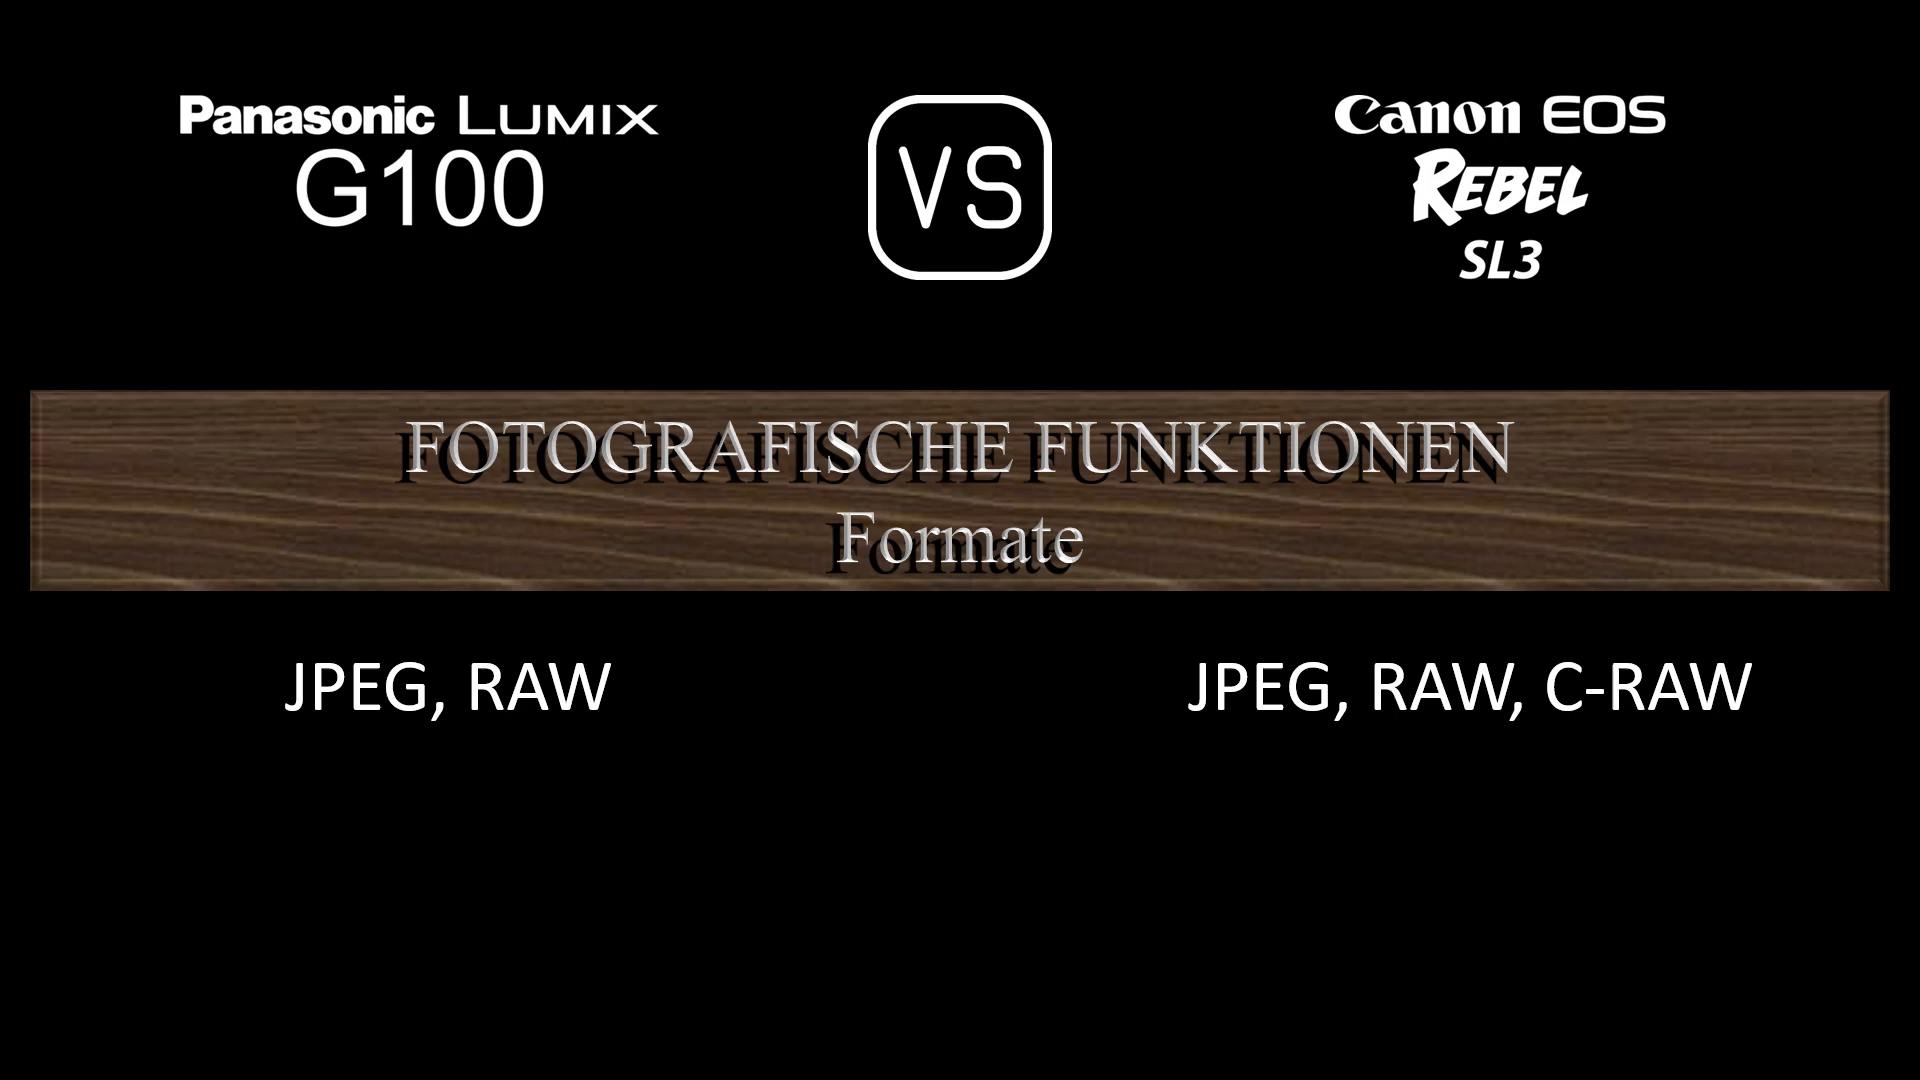 Panasonic LUMIX
G100
VS
Canon EOS
REBEL
SL3
FOTOGRAFISCHE FUNKTIONEN
Formate
JPEG, RAW
JPEG, RAW, C-RAW